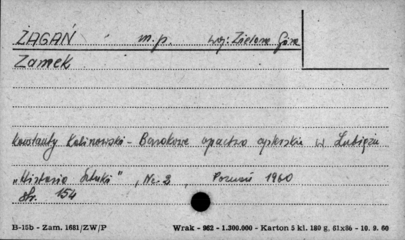 ŻAGAŃ m.p. woj: Zielona Góra
Zamek
Konstanty Kalinowski - Barokowe opactwo cysterskie w Lubiążu
"Historia Sztuki", Nr. 3, Poznań 1960
str. 154
B-15b - Zam. 1681/ZW/P Wrak - 962 - 1.300.000 - Karton 5 kl. 180 g. 61x86 - 10. 9. 60